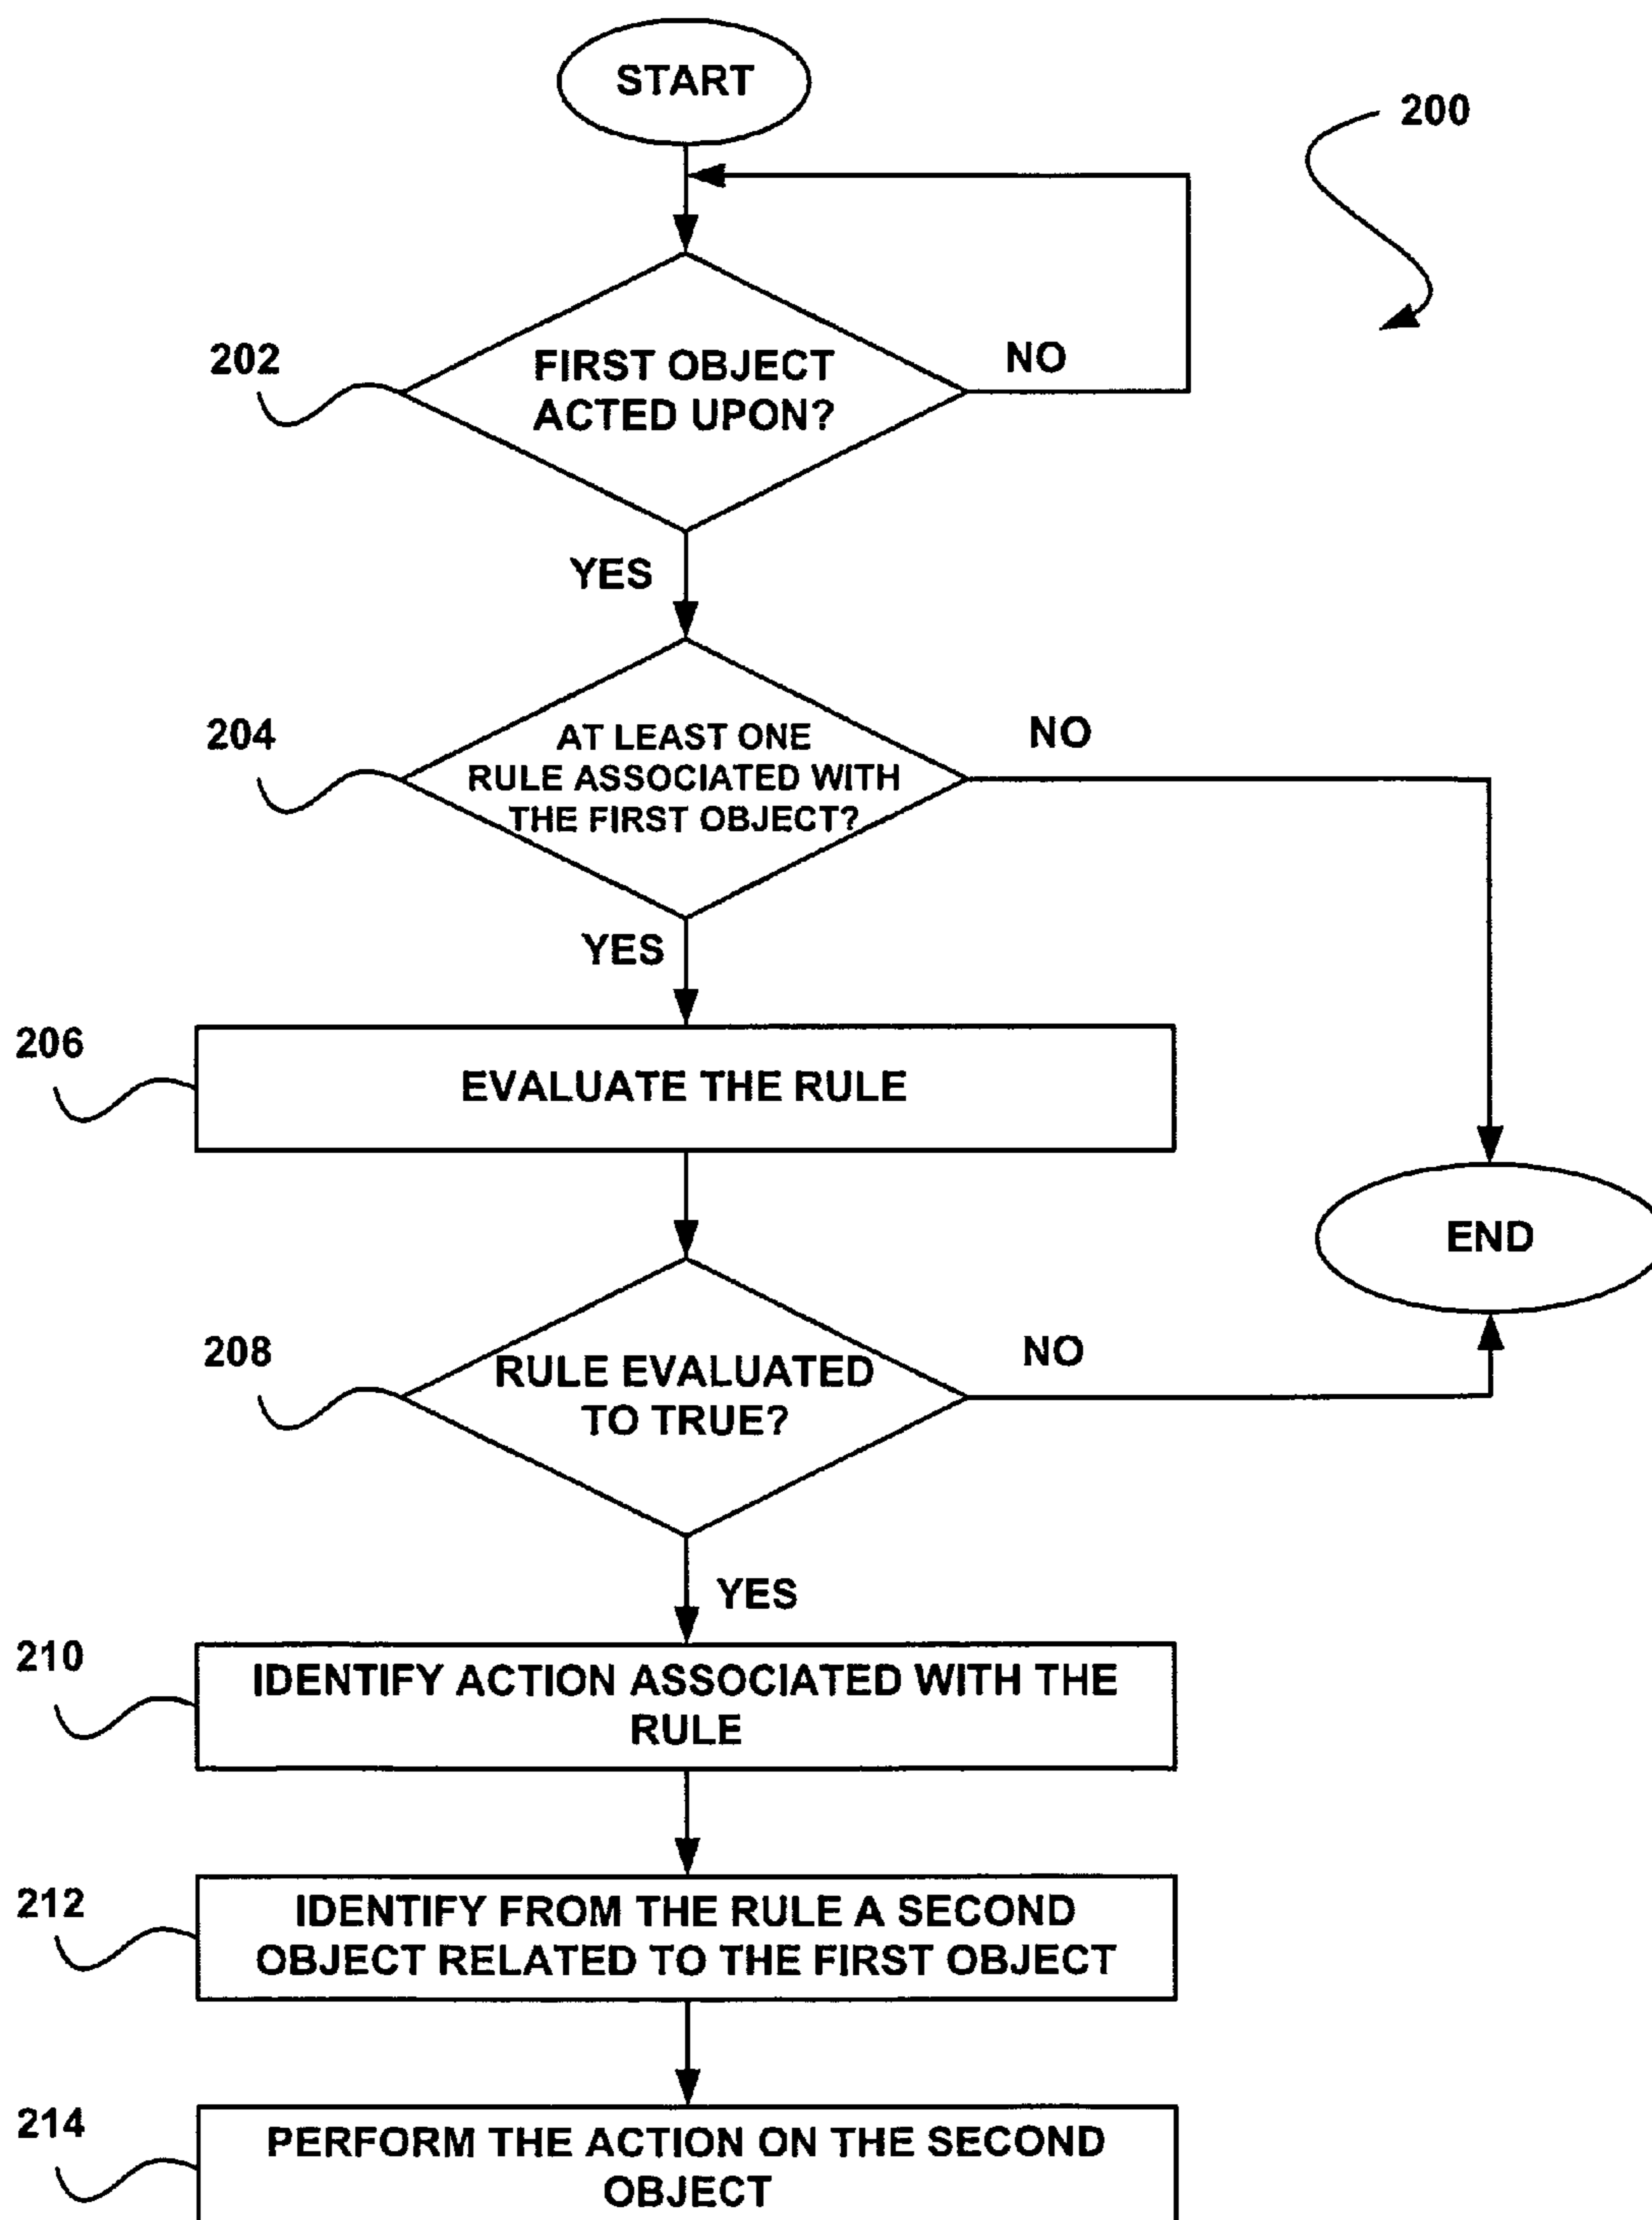 START
200
202
FIRST OBJECT
ACTED UPON?
NO
YES
204
AT LEAST ONE
RULE ASSOCIATED WITH
THE FIRST OBJECT?
NO
YES
206
EVALUATE THE RULE
END
208
RULE EVALUATED
TO TRUE?
NO
YES
210
IDENTIFY ACTION ASSOCIATED WITH THE
RULE
212
IDENTIFY FROM THE RULE A SECOND
OBJECT RELATED TO THE FIRST OBJECT
214
PERFORM THE ACTION ON THE SECOND
OBJECT